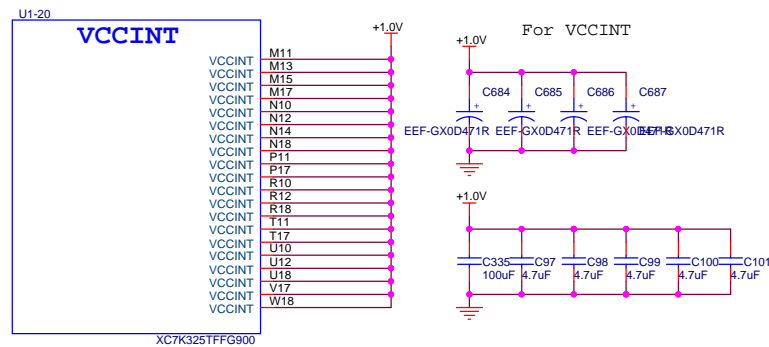 U1-20
VCCINT
+1.0V
VCCINT M11
VCCINT M13
VCCINT M15
VCCINT M17
VCCINT N10
VCCINT N12
VCCINT N14
VCCINT N18
VCCINT P11
VCCINT P17
VCCINT R10
VCCINT R12
VCCINT R18
VCCINT T11
VCCINT T17
VCCINT U10
VCCINT U12
VCCINT U18
VCCINT V17
VCCINT W18
XC7K325TFFG900
For VCCINT
+1.0V
C684 C685 C686 C687
EEF-GX0D471R EEF-GX0D471R EEF-GX0D471R EEF-GX0D471R
+1.0V
C335 C97 C98 C99 C100 C101
100uF 4.7uF 4.7uF 4.7uF 4.7uF 4.7uF